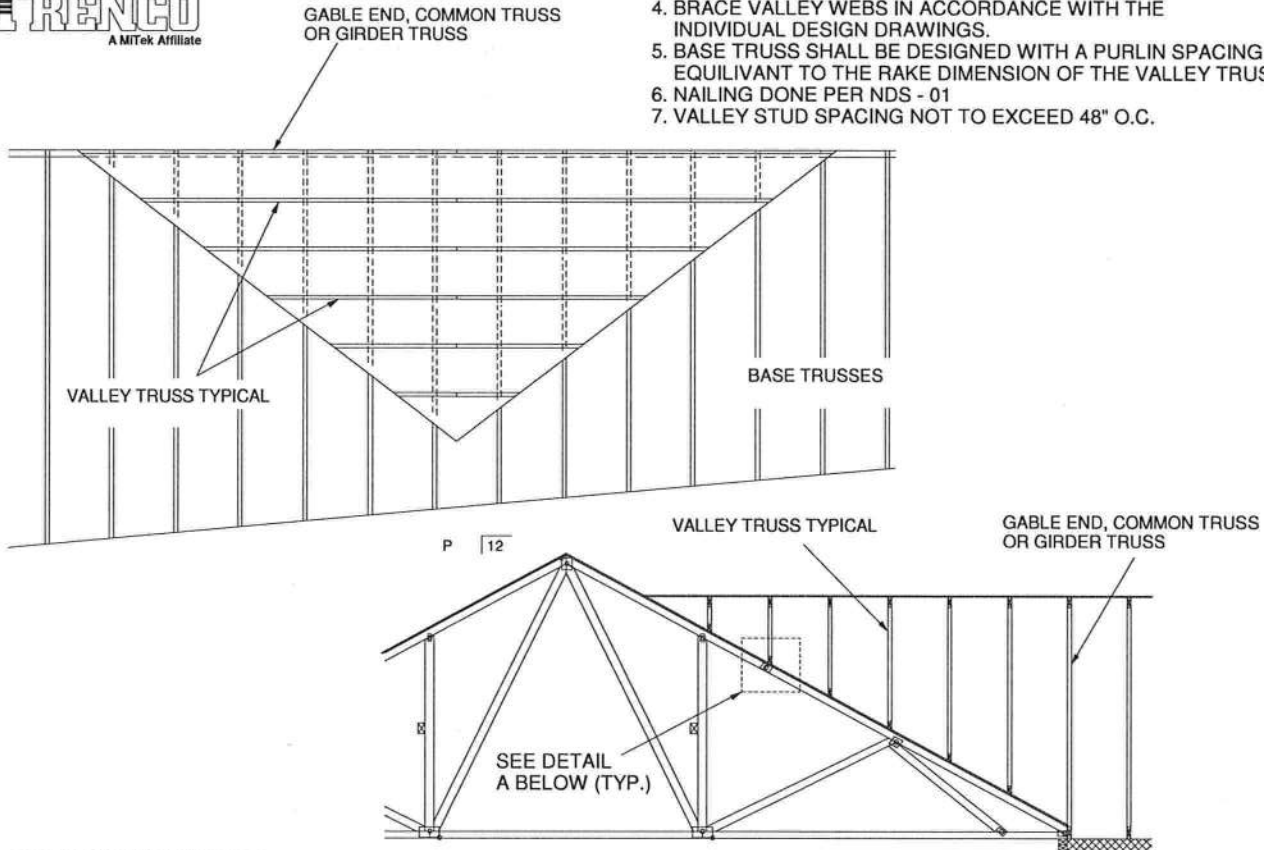 TRENCO
A MiTek Affiliate
GABLE END, COMMON TRUSS
OR GIRDER TRUSS
4. BRACE VALLEY WEBS IN ACCORDANCE WITH THE
INDIVIDUAL DESIGN DRAWINGS.
5. BASE TRUSS SHALL BE DESIGNED WITH A PURLIN SPACING
EQUILIVANT TO THE RAKE DIMENSION OF THE VALLEY TRUS
6. NAILING DONE PER NDS - 01
7. VALLEY STUD SPACING NOT TO EXCEED 48" O.C.
VALLEY TRUSS TYPICAL
BASE TRUSSES
P 12
VALLEY TRUSS TYPICAL
GABLE END, COMMON TRUSS
OR GIRDER TRUSS
SEE DETAIL
A BELOW (TYP.)